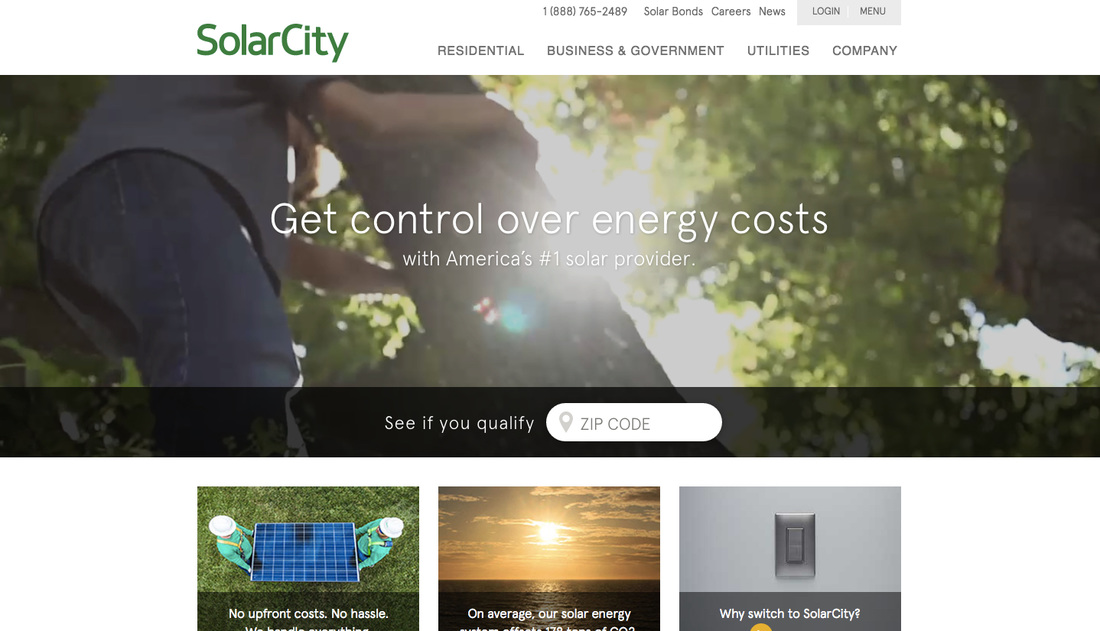 1 (888) 765-2489 Solar Bonds Careers News LOGIN MENU
SolarCity
RESIDENTIAL BUSINESS & GOVERNMENT UTILITIES COMPANY
Get control over energy costs
with America's #1 solar provider.
See if you qualify ZIP CODE
No upfront costs. No hassle.
We handle everything.
On average, our solar energy
system offsets 178 tons of CO2
Why switch to SolarCity?